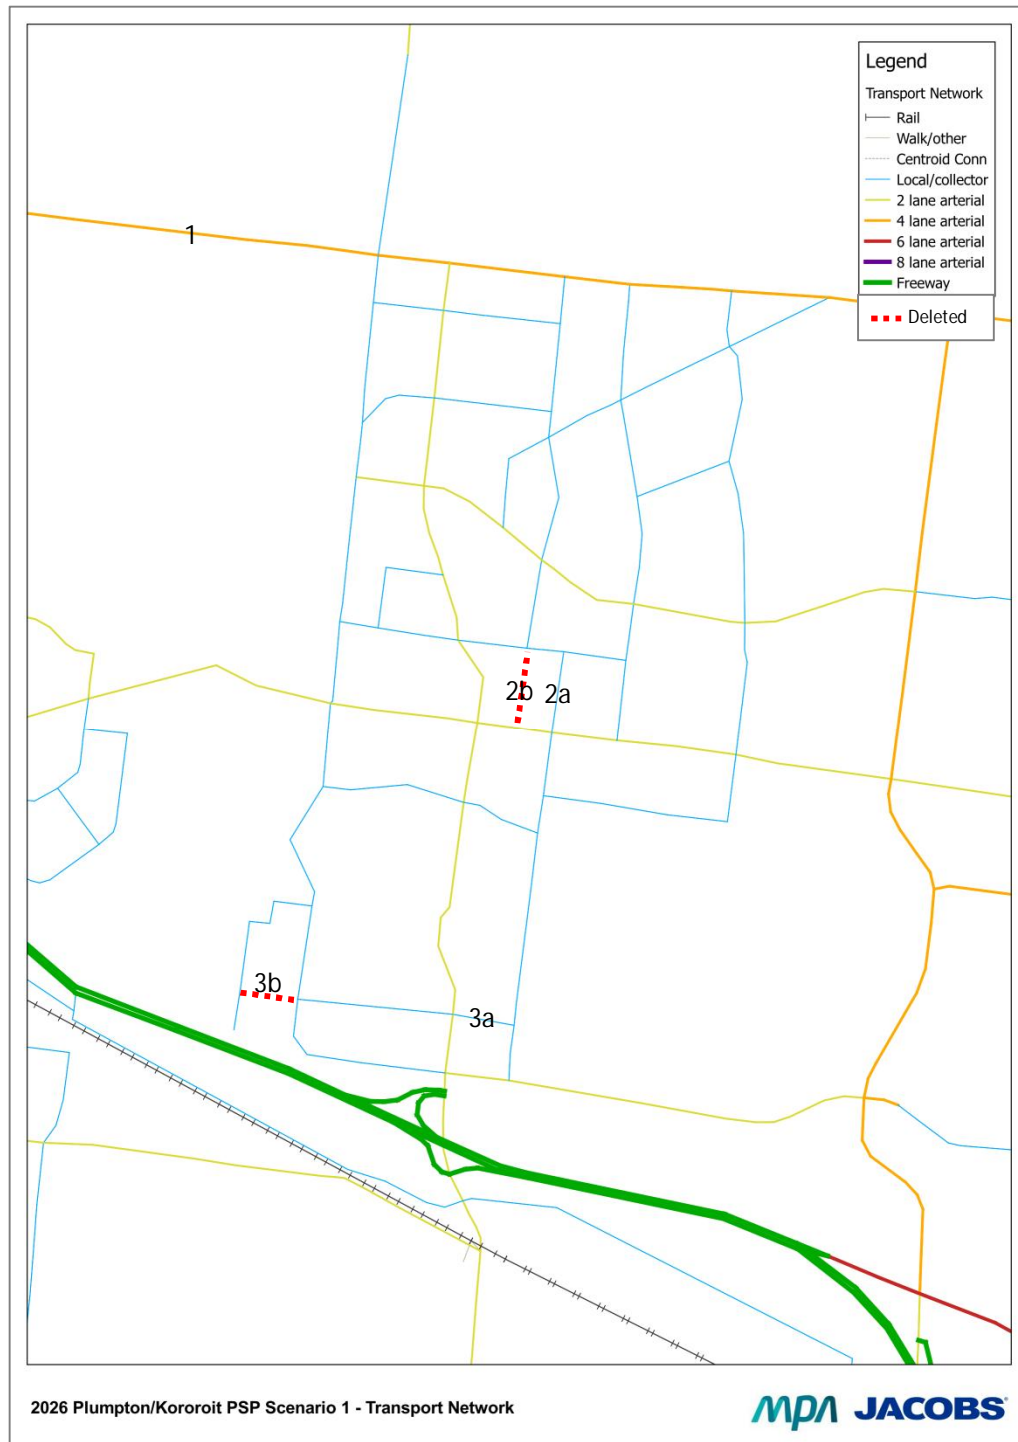 Legend
Transport Network
Rail
Walk/other
Centroid Conn
Local/collector
2 lane arterial
4 lane arterial
6 lane arterial
8 lane arterial
Freeway
Deleted
1
2b 2a
3b
3a
2026 Plumpton/Kororoit PSP Scenario 1 - Transport Network
mpa JACOBS